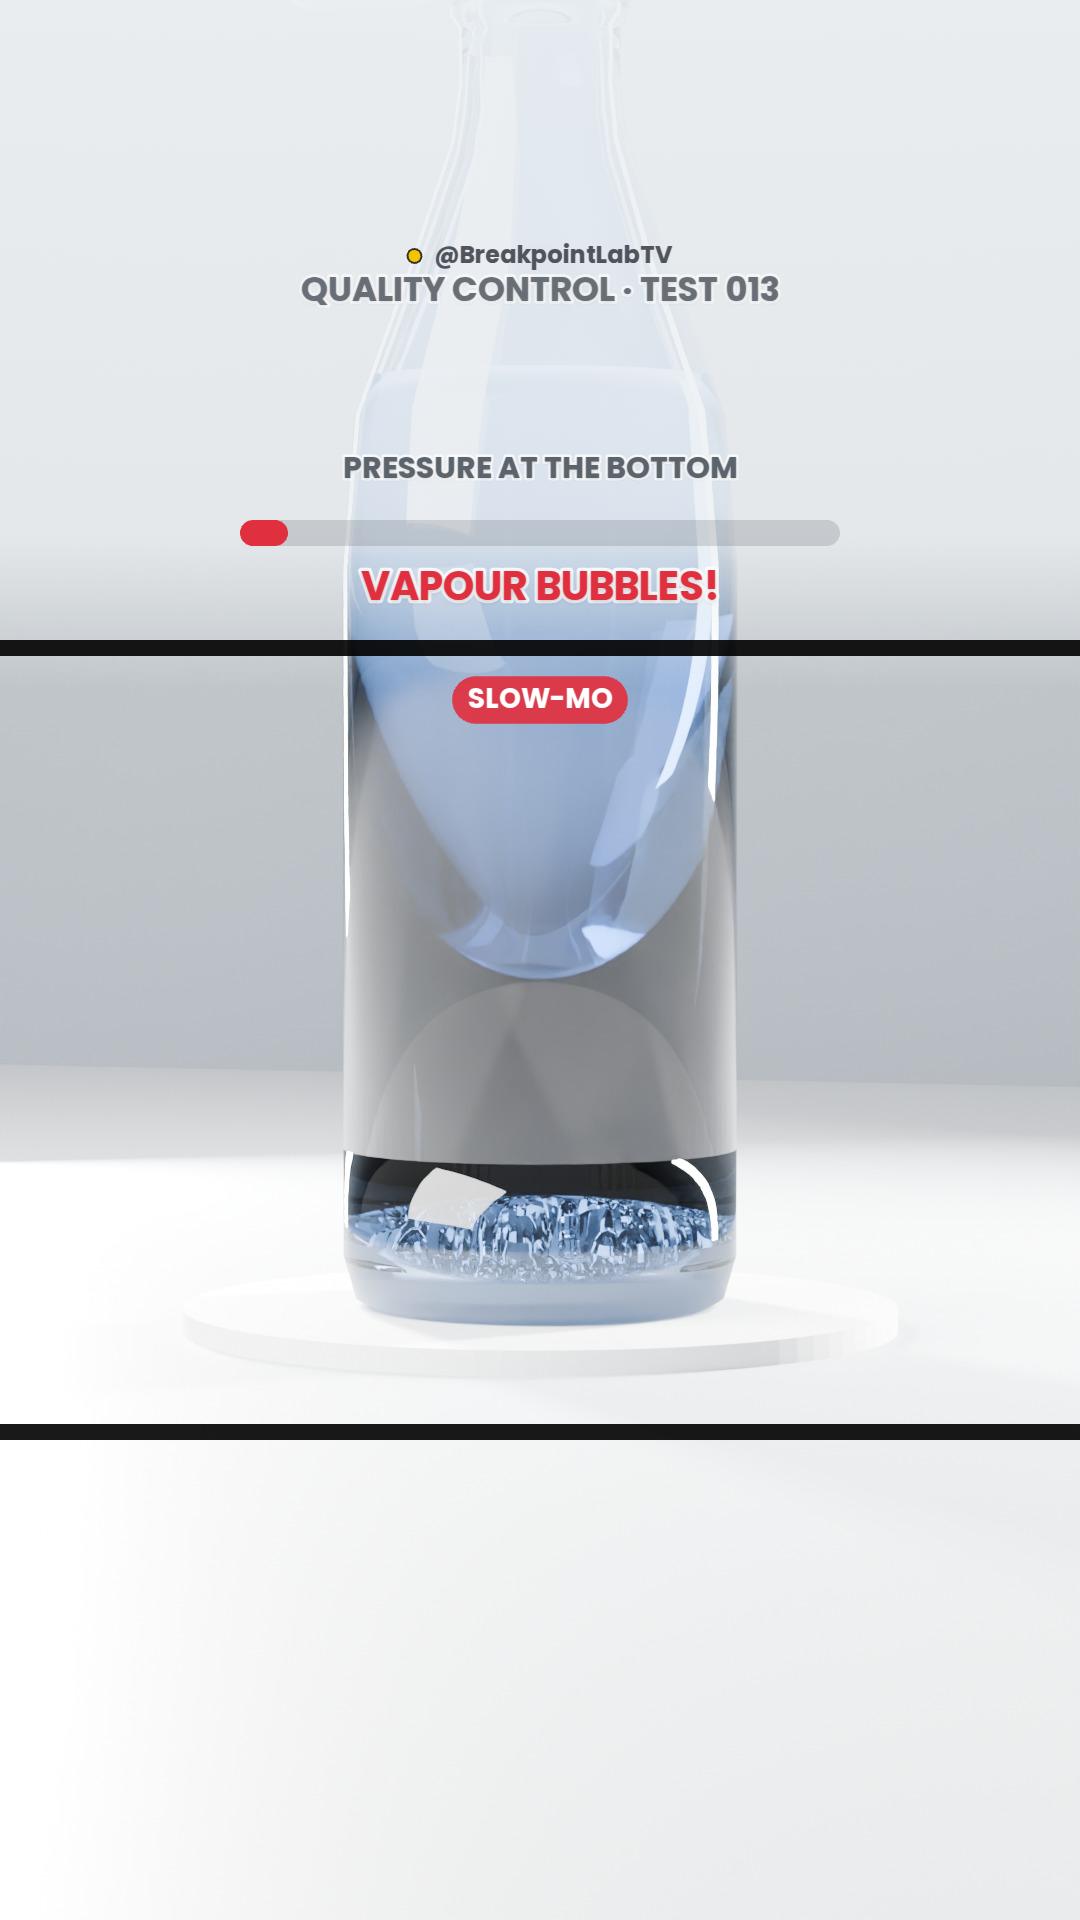 @BreakpointLabTV
QUALITY CONTROL · TEST 013
PRESSURE AT THE BOTTOM
VAPOUR BUBBLES!
SLOW-MO